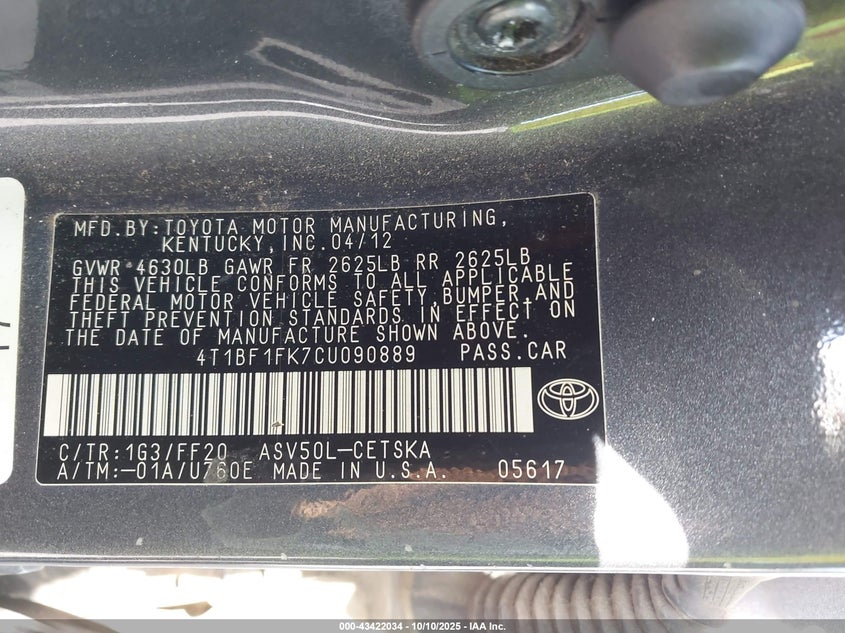 MFD.BY:TOYOTA MOTOR MANUFACTURING,
KENTUCKY,INC.04/12
GVWR 4630LB GAWR FR 2625LB RR 2625LB
THIS VEHICLE CONFORMS TO ALL APPLICABLE
FEDERAL MOTOR VEHICLE SAFETY,BUMPER,AND
THEFT PREVENTION STANDARDS IN EFFECT ON
THE DATE OF MANUFACTURE SHOWN ABOVE.
4T1BF1FK7CU090889 PASS.CAR
C/TR:1G3/FF20 ASV50L-CETSKA
A/TM:-01A/U760E MADE IN U.S.A. 05617
000-43422034 - 10/10/2025 - IAA Inc.